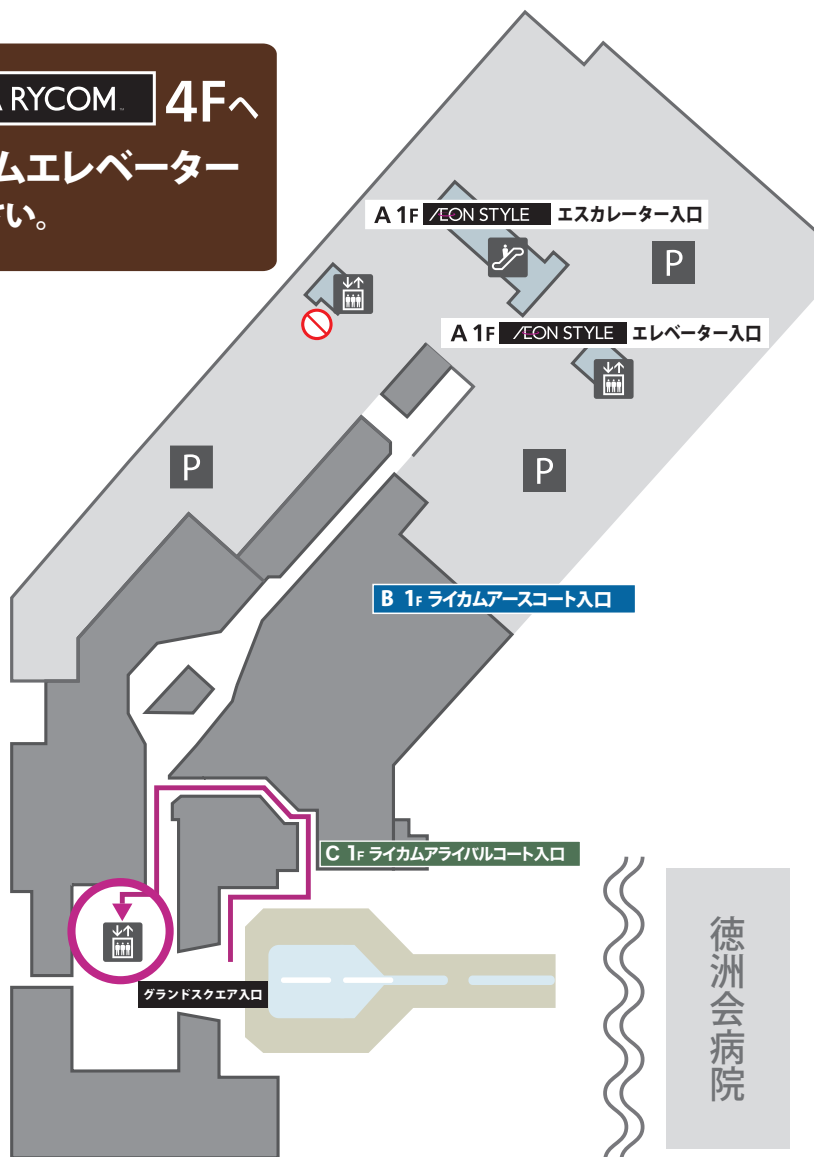 A RYCOM 4Fへ
ムエレベーター
さい。
A 1F ÆON STYLE エスカレーター入口
P
A 1F ÆON STYLE エレベーター入口
P
P
B 1F ライカムアースコート入口
C 1F ライカムアライバルコート入口
グランドスクエア入口
徳洲会病院